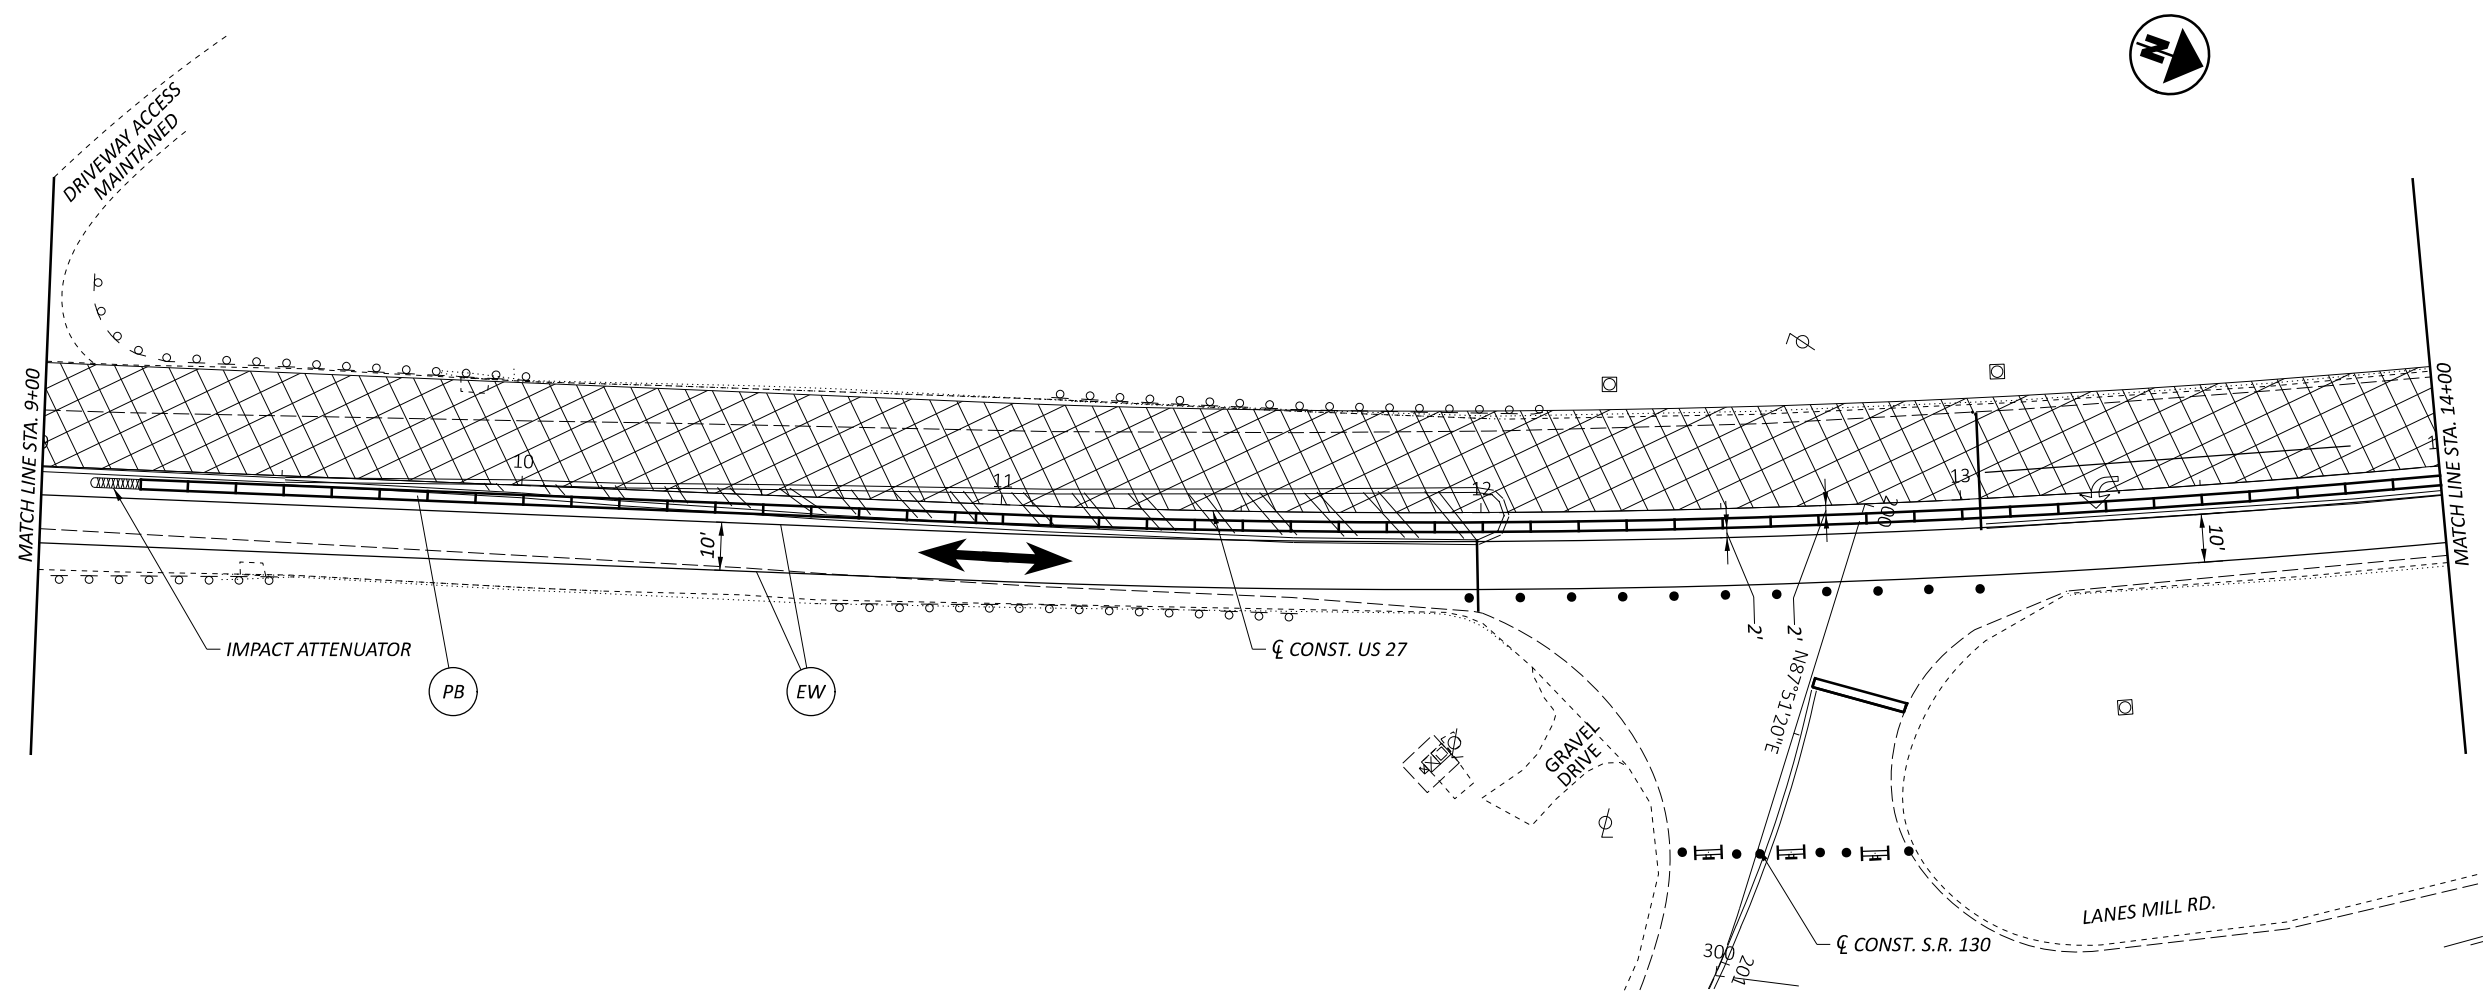 N
DRIVEWAY ACCESS
MAINTAINED
MATCH LINE STA. 9+00
MATCH LINE STA. 14+00
10
11
12
13
1
200
10'
10'
2'
2'
N87°51'20"E
IMPACT ATTENUATOR
PB
EW
℄ CONST. US 27
GRAVEL
DRIVE
LANES MILL RD.
℄ CONST. S.R. 130
300
201